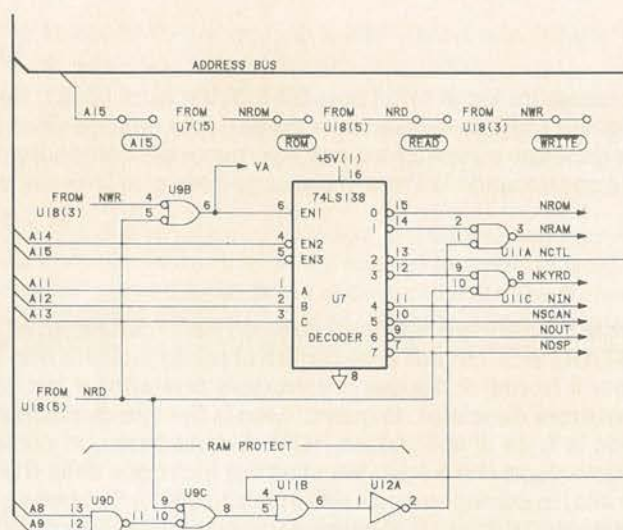 ADDRESS BUS
A15 FROM U7(15) NROM FROM U18(5) NRD FROM U18(3) NWR
A15 ROM READ WRITE
+5V(1)
16
VA
U9B
74LS138
FROM U18(3) NWR 4
5
6 6 EN1
0 15 NROM
1 14 2 3 NRAM
1
U11A NCTL
A14 4 EN2
A15 5 EN3
2 13
3 12 9 8 NKYRD
10
U11C NIN
A11 1 A
A12 2 B
A13 3 C
U7
4 11
5 10 NSCAN
DECODER 6 9 NOUT
7 7 NDSP
8
FROM U18(5) NRD
RAM PROTECT
U9D U9C U11B U12A
A8 13
A9 12
11 10
9
8
4
5
6
1 2